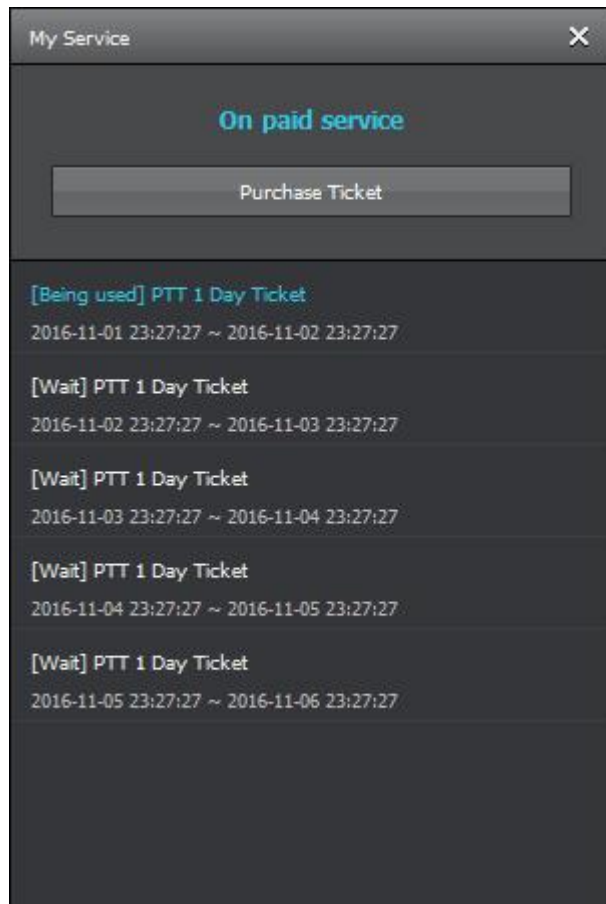 My Service
On paid service
Purchase Ticket
[Being used] PTT 1 Day Ticket
2016-11-01 23:27:27 ~ 2016-11-02 23:27:27
[Wait] PTT 1 Day Ticket
2016-11-02 23:27:27 ~ 2016-11-03 23:27:27
[Wait] PTT 1 Day Ticket
2016-11-03 23:27:27 ~ 2016-11-04 23:27:27
[Wait] PTT 1 Day Ticket
2016-11-04 23:27:27 ~ 2016-11-05 23:27:27
[Wait] PTT 1 Day Ticket
2016-11-05 23:27:27 ~ 2016-11-06 23:27:27